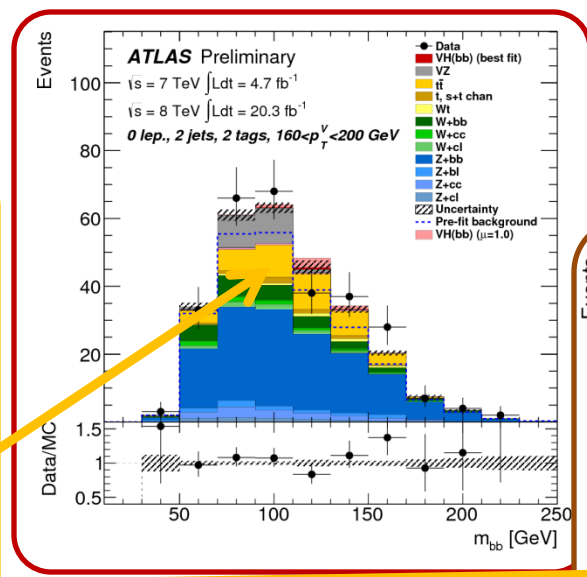 Events
ATLAS Preliminary
√s = 7 TeV ∫Ldt = 4.7 fb⁻¹
√s = 8 TeV ∫Ldt = 20.3 fb⁻¹
0 lep., 2 jets, 2 tags, 160<p_T^V<200 GeV
Data
VH(bb) (best fit)
VZ
tt̄
t, s+t chan
Wt
W+bb
W+cc
W+cl
Z+bb
Z+bl
Z+cc
Z+cl
Uncertainty
Pre-fit background
VH(bb) (μ=1.0)
100
80
60
40
20
Data/MC
1.5
1
0.5
50 100 150 200 250
m_bb [GeV]
Events